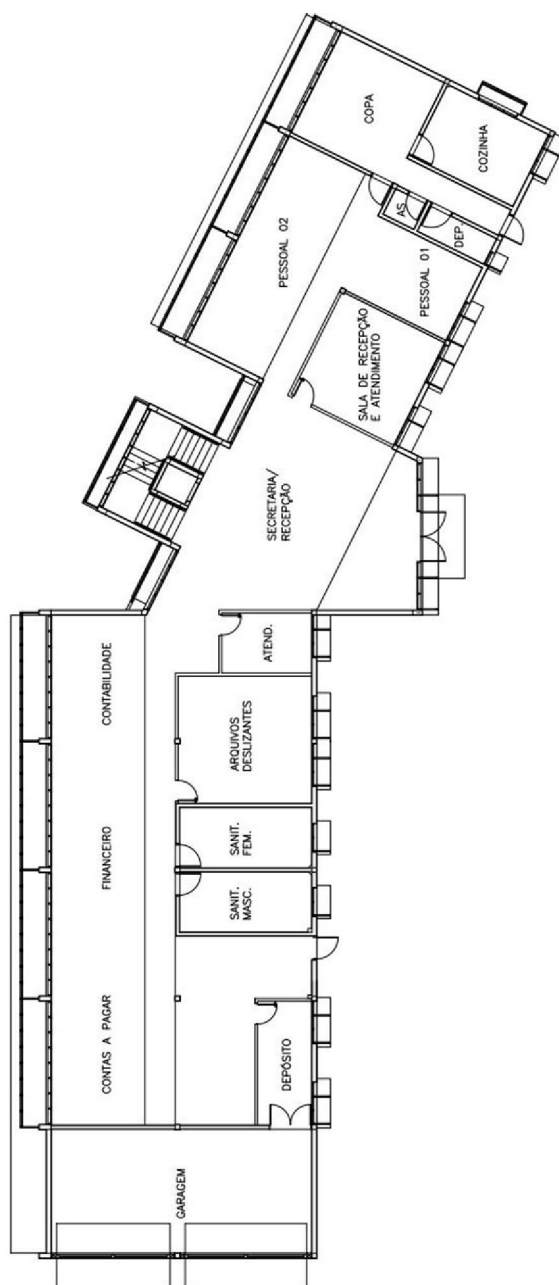 COPA
COZINHA
PESSOAL 02
AS.
DEP.
PESSOAL 01
SALA DE RECEPÇÃO
E ATENDIMENTO
SECRETARIA/
RECEPÇÃO
ATEND.
CONTABILIDADE
ARQUIVOS
DESLIZANTES
FINANCEIRO
SANIT.
FEM.
SANIT.
MASC.
CONTAS A PAGAR
DEPÓSITO
GARAGEM